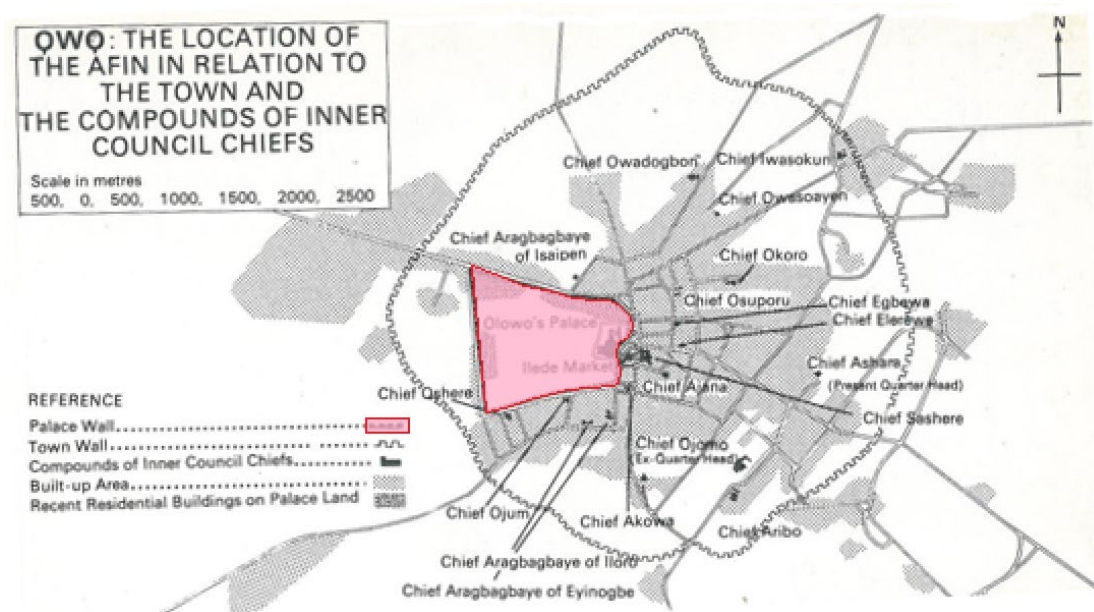 ỌWỌ: THE LOCATION OF
THE AFIN IN RELATION TO
THE TOWN AND
THE COMPOUNDS OF INNER
COUNCIL CHIEFS
Scale in metres
500, 0, 500, 1000, 1500, 2000, 2500
N
Chief Owadogbon
Chief Iwasokun
Chief Owasoayen
Chief Aragbagbaye
of Isaipen
Chief Okoro
Chief Osuporu
Chief Egbewa
Chief Elerewe
Olowo's Palace
Ilede Market
Chief Ashara
(Present Quarter Head)
Chief Oshere
Chief Ajana
Chief Sashere
Chief Ojomo
(Ex-Quarter Head)
Chief Ojum
Chief Akowa
Chief Aribo
Chief Aragbagbaye of Iloro
Chief Aragbagbaye of Eyinogbe
REFERENCE
Palace Wall
Town Wall
Compounds of Inner Council Chiefs
Built-up Area
Recent Residential Buildings on Palace Land